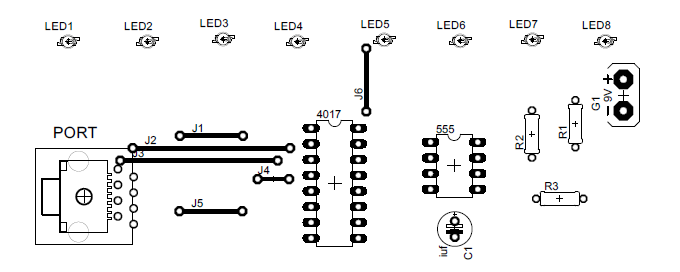 LED1
LED2
LED3
LED4
LED5
LED6
LED7
LED8
J6
G1
9V
4017
555
R2
R1
PORT
J1
J2
J3
J4
J5
R3
iuf
C1